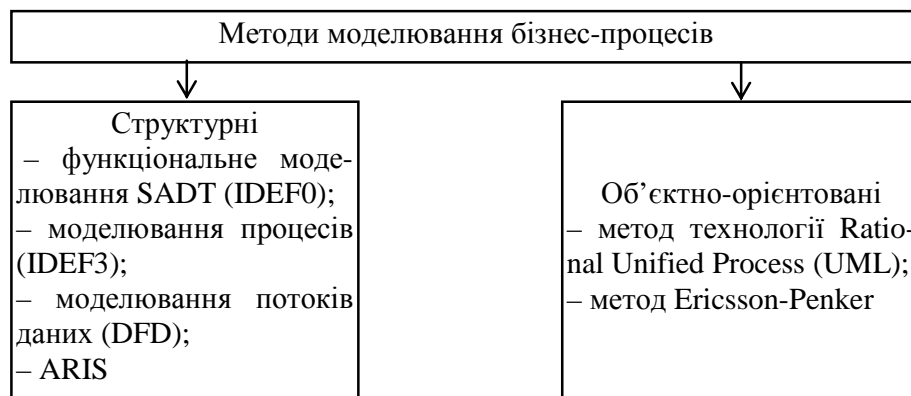 Методи моделювання бізнес-процесів
Структурні
– функціональне моде-
лювання SADT (IDEF0);
– моделювання процесів
(IDEF3);
– моделювання потоків
даних (DFD);
– ARIS
Об’єктно-орієнтовані
– метод технології Ratio-
nal Unified Process (UML);
– метод Ericsson-Penker